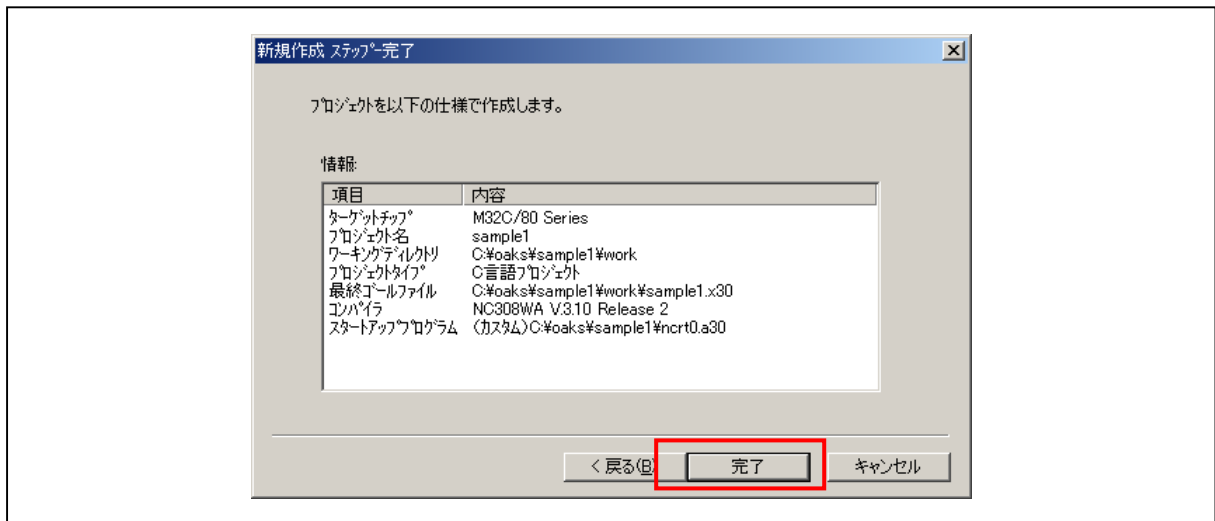 新規作成 ステップ-完了
プロジェクトを以下の仕様で作成します。
情報:
項目 内容
ターゲットチップ M32C/80 Series
プロジェクト名 sample1
ワーキングディレクトリ C:¥oaks¥sample1¥work
プロジェクトタイプ C言語プロジェクト
最終ゴールファイル C:¥oaks¥sample1¥work¥sample1.x30
コンパイラ NC308WA V.3.10 Release 2
スタートアッププログラム (カスタム)C:¥oaks¥sample1¥ncrt0.a30
< 戻る(B 完了 キャンセル